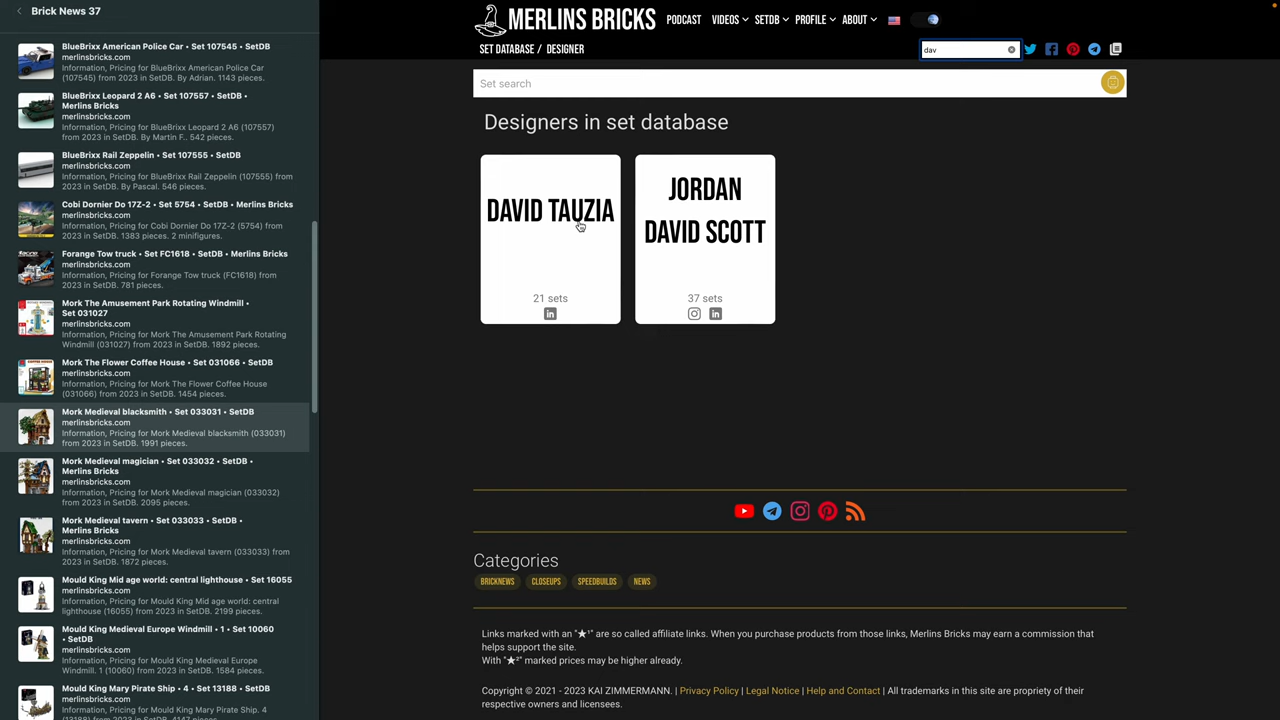 Brick News 37
BlueBrixx American Police Car • Set 107545 • SetDB
merlinsbricks.com
Information, Pricing for BlueBrixx American Police Car
(107545) from 2023 in SetDB. By Adrian. 1143 pieces.
BlueBrixx Leopard 2 A6 • Set 107557 • SetDB •
Merlins Bricks
merlinsbricks.com
Information, Pricing for BlueBrixx Leopard 2 A6 (107557)
from 2023 in SetDB. By Martin F.. 542 pieces.
BlueBrixx Rail Zeppelin • Set 107555 • SetDB
merlinsbricks.com
Information, Pricing for BlueBrixx Rail Zeppelin (107555) from
2023 in SetDB. By Pascal. 546 pieces.
Cobi Dornier Do 17Z-2 • Set 5754 • SetDB • Merlins Bricks
merlinsbricks.com
Information, Pricing for Cobi Dornier Do 17Z-2 (5754) from
2023 in SetDB. 1383 pieces. 2 minifigures.
Forange Tow truck • Set FC1618 • SetDB • Merlins Bricks
merlinsbricks.com
Information, Pricing for Forange Tow truck (FC1618) from
2023 in SetDB. 781 pieces.
Mork The Amusement Park Rotating Windmill •
Set 031027
merlinsbricks.com
Information, Pricing for Mork The Amusement Park Rotating
Windmill (031027) from 2023 in SetDB. 1892 pieces.
Mork The Flower Coffee House • Set 031066 • SetDB
merlinsbricks.com
Information, Pricing for Mork The Flower Coffee House
(031066) from 2023 in SetDB. 1454 pieces.
Mork Medieval blacksmith • Set 033031 • SetDB
merlinsbricks.com
Information, Pricing for Mork Medieval blacksmith (033031)
from 2023 in SetDB. 1991 pieces.
Mork Medieval magician • Set 033032 • SetDB •
Merlins Bricks
merlinsbricks.com
Information, Pricing for Mork Medieval magician (033032)
from 2023 in SetDB. 2095 pieces.
Mork Medieval tavern • Set 033033 • SetDB •
Merlins Bricks
merlinsbricks.com
Information, Pricing for Mork Medieval tavern (033033) from
2023 in SetDB. 1872 pieces.
Mould King Mid age world: central lighthouse • Set 16055
merlinsbricks.com
Information, Pricing for Mould King Mid age world: central
lighthouse (16055) from 2023 in SetDB. 2199 pieces.
Mould King Medieval Europe Windmill • 1 • Set 10060
• SetDB
merlinsbricks.com
Information, Pricing for Mould King Medieval Europe
Windmill. 1 (10060) from 2023 in SetDB. 1584 pieces.
Mould King Mary Pirate Ship • 4 • Set 13188 • SetDB
merlinsbricks.com
Information, Pricing for Mould King Mary Pirate Ship. 4
(13188) from 2023 in SetDB. 4147 pieces.
MERLINS BRICKS
PODCAST VIDEOS SETDB PROFILE ABOUT
SET DATABASE / DESIGNER
dav
Set search
Designers in set database
DAVID TAUZIA
21 sets
in
JORDAN
DAVID SCOTT
37 sets
in
Categories
BRICKNEWS CLOSEUPS SPEEDBUILDS NEWS
Links marked with an "★¹" are so called affiliate links. When you purchase products from those links, Merlins Bricks may earn a commission that
helps support the site.
With "★²" marked prices may be higher already.
Copyright © 2021 - 2023 KAI ZIMMERMANN. | Privacy Policy | Legal Notice | Help and Contact | All trademarks in this site are propriety of their
respective owners and licensees.